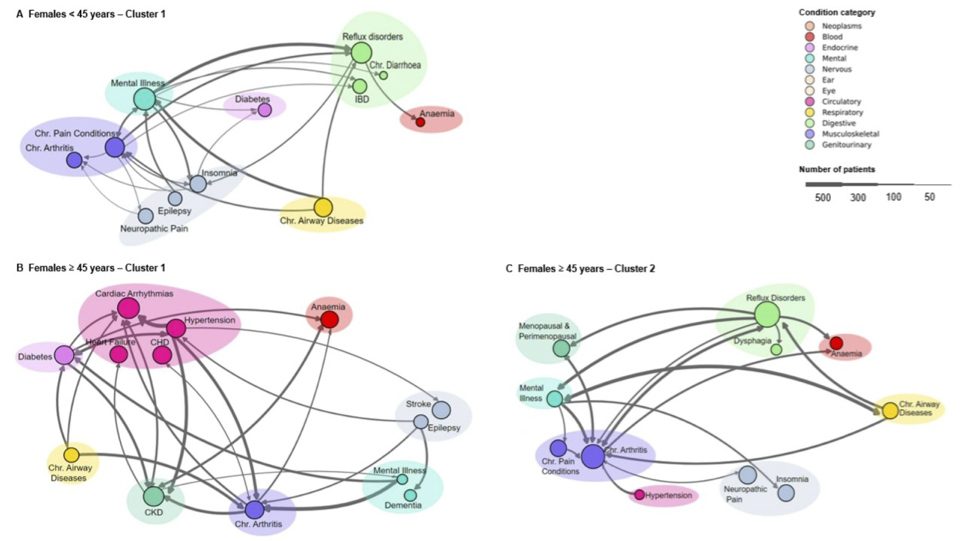 A Females < 45 years – Cluster 1
Reflux disorders
Chr. Diarrhoea
Mental Illness
IBD
Diabetes
Anaemia
Chr. Pain Conditions
Chr. Arthritis
Insomnia
Epilepsy
Neuropathic Pain
Chr. Airway Diseases
Condition category
Neoplasms
Blood
Endocrine
Mental
Nervous
Ear
Eye
Circulatory
Respiratory
Digestive
Musculoskeletal
Genitourinary
Number of patients
500 300 100 50
B Females ≥ 45 years – Cluster 1
Cardiac Arrhythmias
Anaemia
Hypertension
Diabetes
Heart Failure
CHD
Stroke
Epilepsy
Chr. Airway
Diseases
Mental Illness
Dementia
CKD
Chr. Arthritis
C Females ≥ 45 years – Cluster 2
Reflux Disorders
Menopausal &
Perimenopausal
Dysphagia
Anaemia
Mental
Illness
Chr. Airway
Diseases
Chr. Arthritis
Chr. Pain
Conditions
Neuropathic
Pain
Insomnia
Hypertension